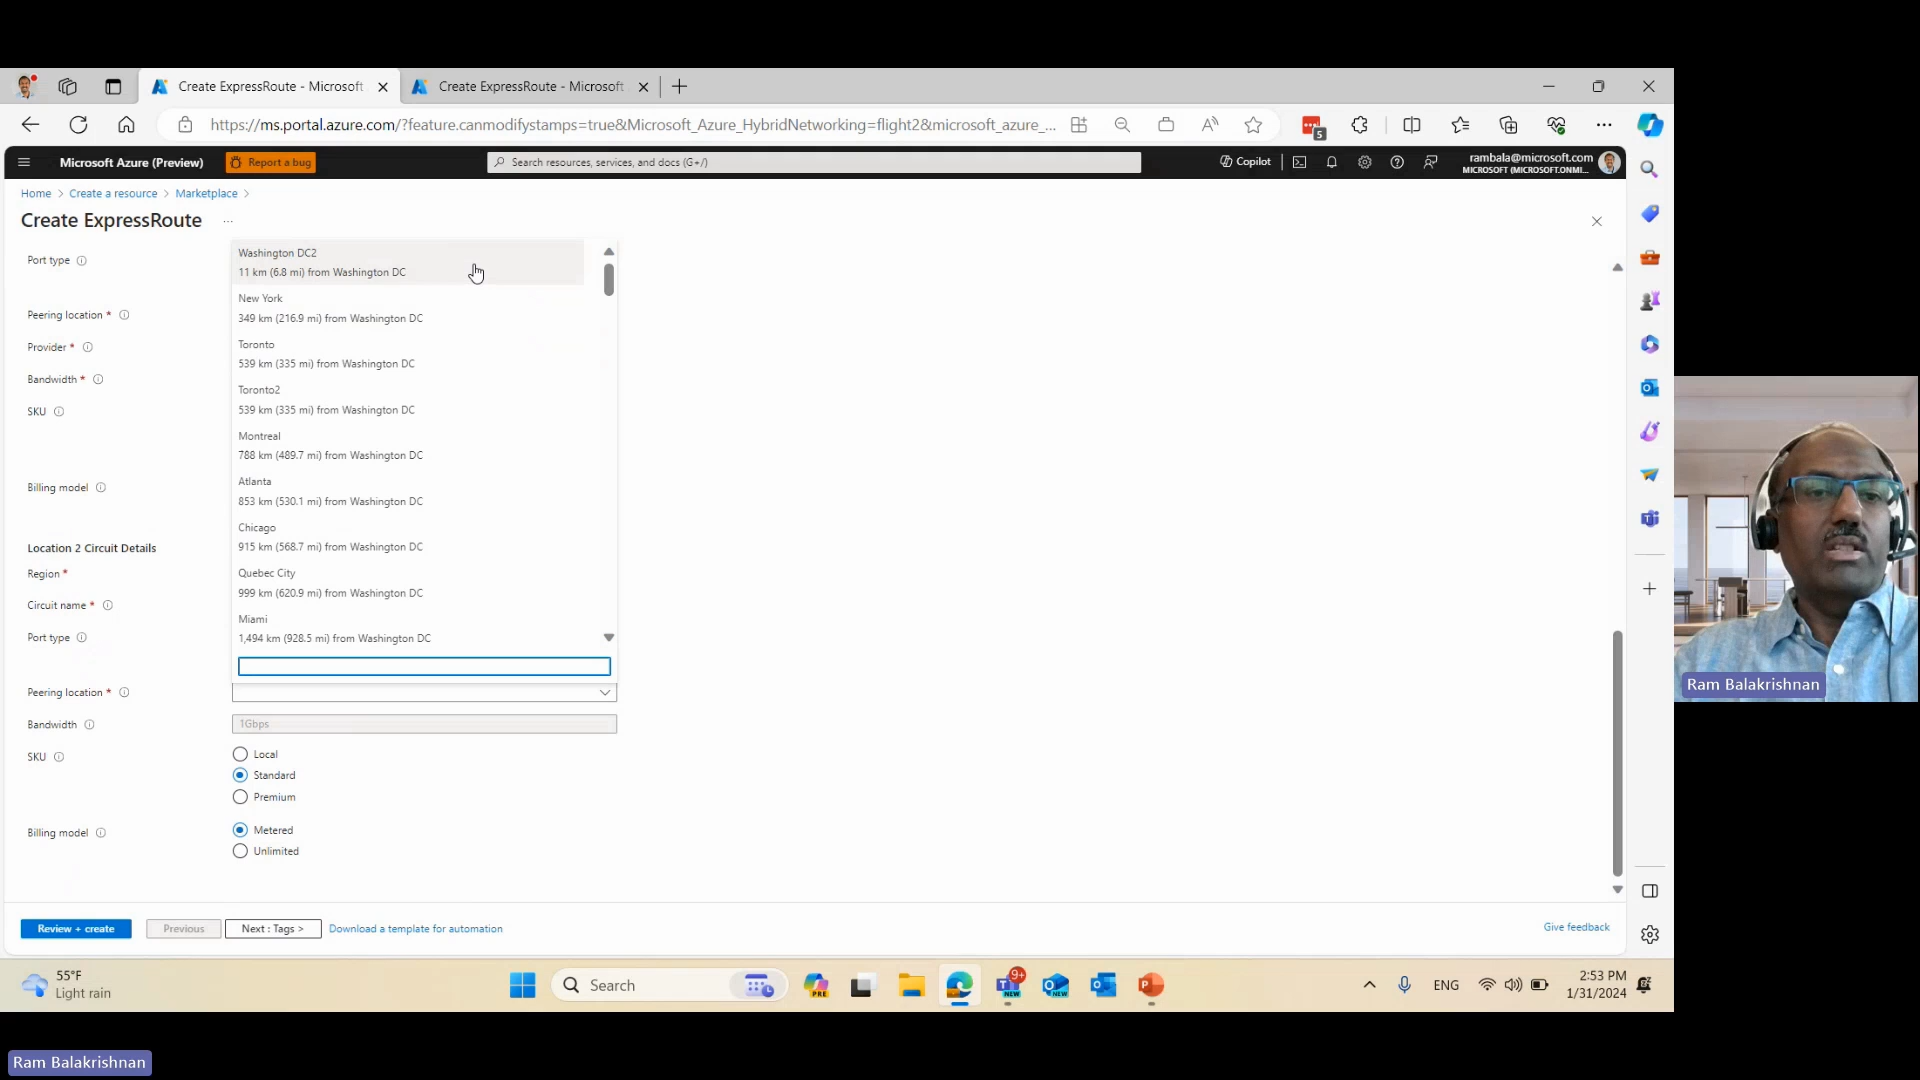 Create ExpressRoute - Microsoft
Create ExpressRoute - Microsoft
https://ms.portal.azure.com/?feature.canmodifystamps=true&Microsoft_Azure_HybridNetworking=flight2&microsoft_azure_...
5
Microsoft Azure (Preview)
Report a bug
Search resources, services, and docs (G+/)
Copilot
rambala@microsoft.com
MICROSOFT (MICROSOFT.ONMI...
Home > Create a resource > Marketplace >
Create ExpressRoute ...
Port type
Peering location *
Provider *
Bandwidth *
SKU
Billing model
Washington DC2
11 km (6.8 mi) from Washington DC
New York
349 km (216.9 mi) from Washington DC
Toronto
539 km (335 mi) from Washington DC
Toronto2
539 km (335 mi) from Washington DC
Montreal
788 km (489.7 mi) from Washington DC
Atlanta
853 km (530.1 mi) from Washington DC
Chicago
915 km (568.7 mi) from Washington DC
Quebec City
999 km (620.9 mi) from Washington DC
Miami
1,494 km (928.5 mi) from Washington DC
Location 2 Circuit Details
Region *
Circuit name *
Port type
Peering location *
Bandwidth
1Gbps
SKU
Local
Standard
Premium
Billing model
Metered
Unlimited
Review + create
Previous
Next : Tags >
Download a template for automation
Give feedback
Ram Balakrishnan
55°F
Light rain
Search
PRE
9+
NEW
NEW
ENG
2:53 PM
1/31/2024
Ram Balakrishnan